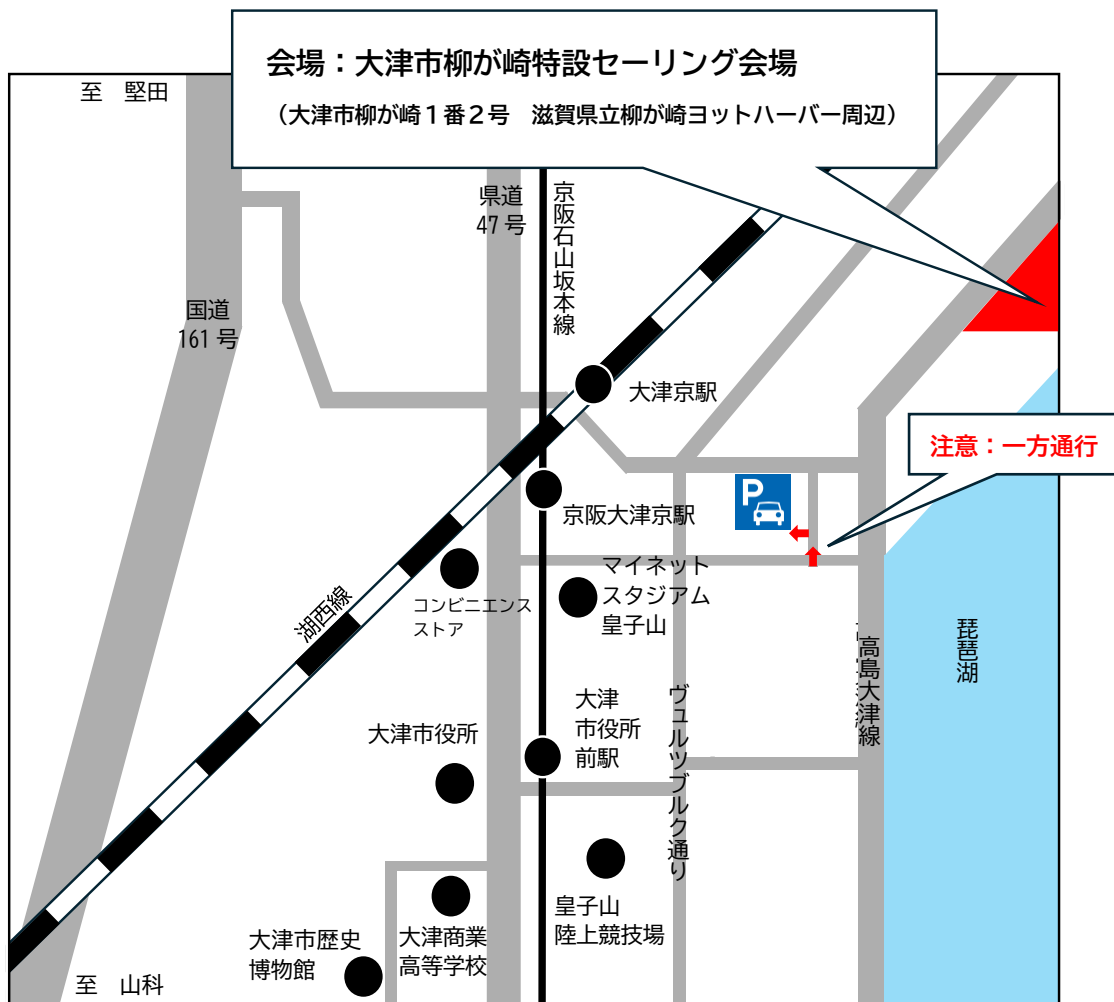 会場：大津市柳が崎特設セーリング会場
（大津市柳が崎１番２号　滋賀県立柳が崎ヨットハーバー周辺）
至　堅田
県道
47号
京阪石山坂本線
国道
161号
大津京駅
注意：一方通行
P
京阪大津京駅
マイネット
スタジアム
皇子山
コンビニエンス
ストア
湖西線
琵琶湖
高島大津線
大津
市役所
前駅
ヴュルツブルク通り
大津市役所
皇子山
陸上競技場
大津商業
高等学校
大津市歴史
博物館
至　山科